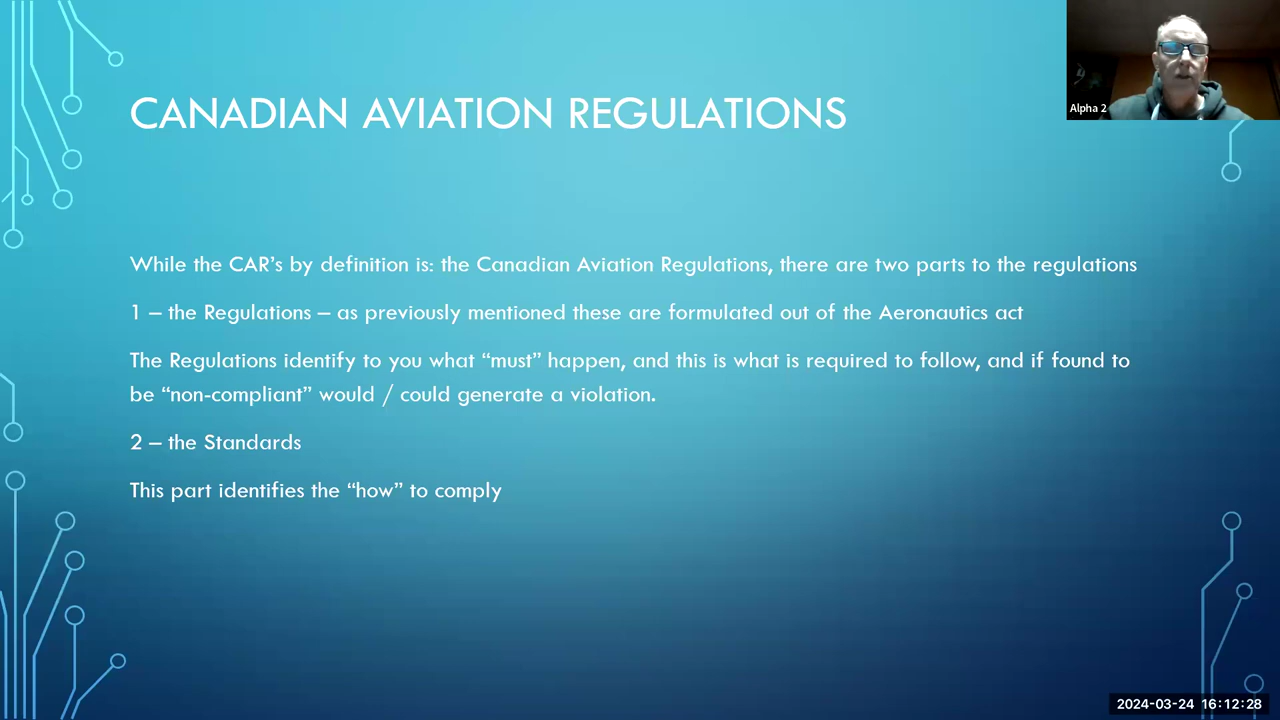 CANADIAN AVIATION REGULATIONS
Alpha 2
While the CAR’s by definition is: the Canadian Aviation Regulations, there are two parts to the regulations
1 – the Regulations – as previously mentioned these are formulated out of the Aeronautics act
The Regulations identify to you what “must” happen, and this is what is required to follow, and if found to
be “non-compliant” would / could generate a violation.
2 – the Standards
This part identifies the “how” to comply
2024-03-24 16:12:28